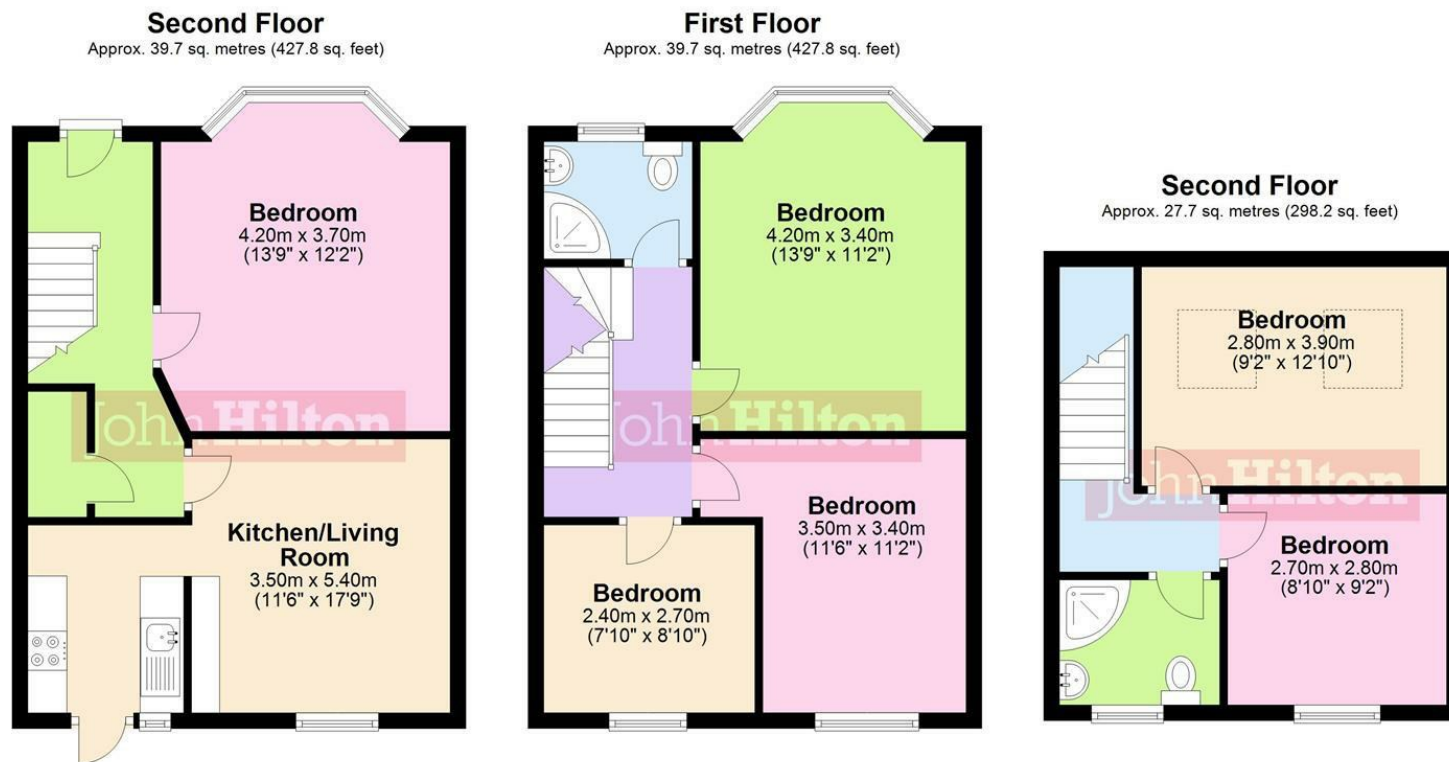 Second Floor
Approx. 39.7 sq. metres (427.8 sq. feet)
Bedroom
4.20m x 3.70m
(13'9" x 12'2")
John Hilton
Kitchen/Living
Room
3.50m x 5.40m
(11'6" x 17'9")
First Floor
Approx. 39.7 sq. metres (427.8 sq. feet)
Bedroom
4.20m x 3.40m
(13'9" x 11'2")
John Hilton
Bedroom
3.50m x 3.40m
(11'6" x 11'2")
Bedroom
2.40m x 2.70m
(7'10" x 8'10")
Second Floor
Approx. 27.7 sq. metres (298.2 sq. feet)
Bedroom
2.80m x 3.90m
(9'2" x 12'10")
John Hilton
Bedroom
2.70m x 2.80m
(8'10" x 9'2")